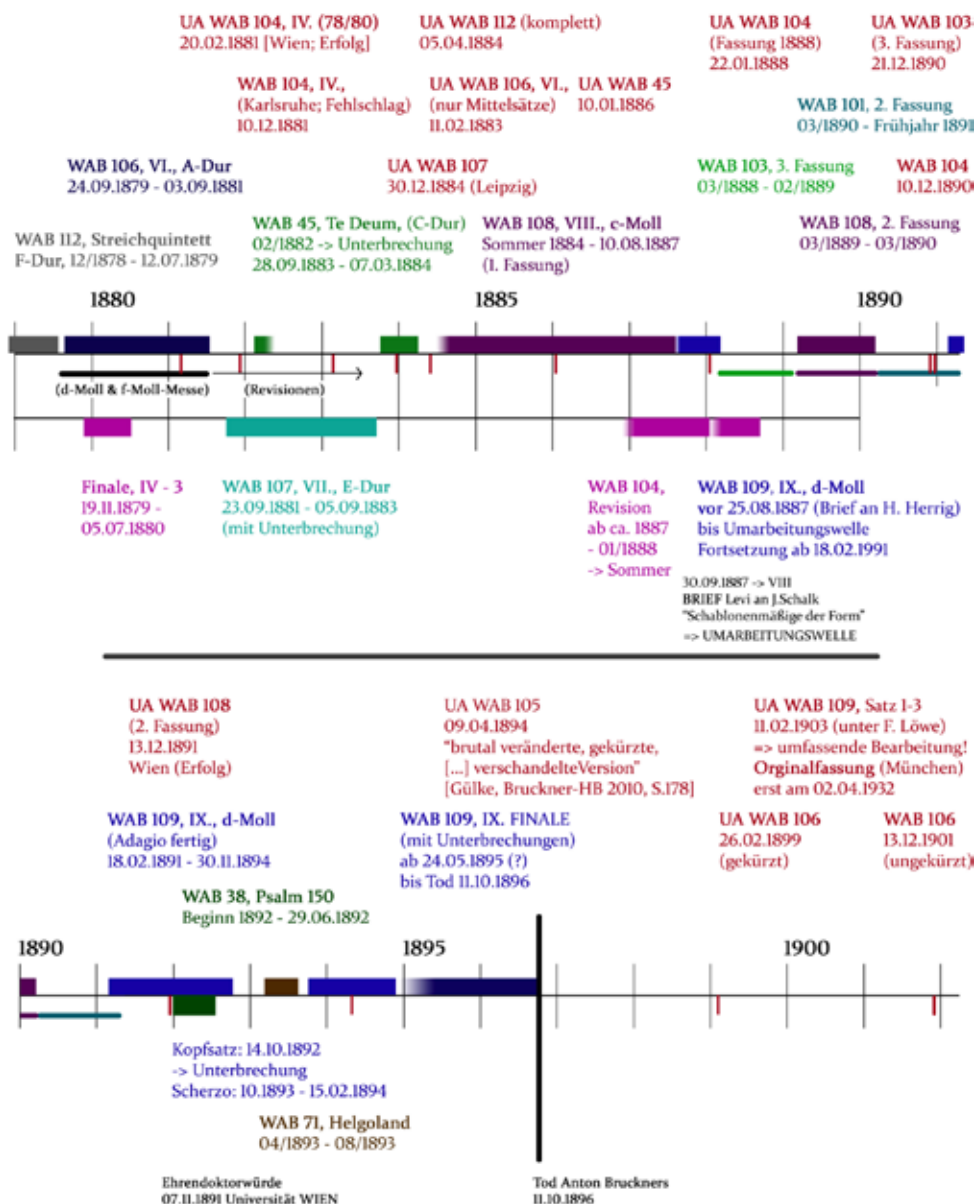 UA WAB 104, IV. (78/80)
20.02.1881 [Wien; Erfolg]
UA WAB 112 (komplett)
05.04.1884
UA WAB 104
(Fassung 1888)
22.01.1888
UA WAB 103
(3. Fassung)
21.12.1890
WAB 104, IV.,
(Karlsruhe; Fehlschlag)
10.12.1881
UA WAB 106, VI.,
(nur Mittelsätze)
11.02.1883
UA WAB 45
10.01.1886
WAB 101, 2. Fassung
03/1890 - Frühjahr 1891
WAB 106, VI., A-Dur
24.09.1879 - 03.09.1881
UA WAB 107
30.12.1884 (Leipzig)
WAB 103, 3. Fassung
03/1888 - 02/1889
WAB 104
10.12.1890
WAB 112, Streichquintett
F-Dur, 12/1878 - 12.07.1879
WAB 45, Te Deum, (C-Dur)
02/1882 -> Unterbrechung
28.09.1883 - 07.03.1884
WAB 108, VIII., c-Moll
Sommer 1884 - 10.08.1887
(1. Fassung)
WAB 108, 2. Fassung
03/1889 - 03/1890
1880
1885
1890
(d-Moll & f-Moll-Messe)
(Revisionen)
Finale, IV - 3
19.11.1879 -
05.07.1880
WAB 107, VII., E-Dur
23.09.1881 - 05.09.1883
(mit Unterbrechung)
WAB 104,
Revision
ab ca. 1887
- 01/1888
-> Sommer
WAB 109, IX., d-Moll
vor 25.08.1887 (Brief an H. Herrig)
bis Umarbeitungswelle
Fortsetzung ab 18.02.1991
30.09.1887 -> VIII
BRIEF Levi an J.Schalk
"Schablonenmäßige der Form"
=> UMARBEITUNGSWELLE
UA WAB 108
(2. Fassung)
13.12.1891
Wien (Erfolg)
UA WAB 105
09.04.1894
"brutal veränderte, gekürzte,
[...] verschandelteVersion"
[Gülke, Bruckner-HB 2010, S.178]
UA WAB 109, Satz 1-3
11.02.1903 (unter F. Löwe)
=> umfassende Bearbeitung!
Orginalfassung (München)
erst am 02.04.1932
WAB 109, IX., d-Moll
(Adagio fertig)
18.02.1891 - 30.11.1894
WAB 109, IX. FINALE
(mit Unterbrechungen)
ab 24.05.1895 (?)
bis Tod 11.10.1896
UA WAB 106
26.02.1899
(gekürzt)
WAB 106
13.12.1901
(ungekürzt)
WAB 38, Psalm 150
Beginn 1892 - 29.06.1892
1890
1895
1900
Kopfsatz: 14.10.1892
-> Unterbrechung
Scherzo: 10.1893 - 15.02.1894
WAB 71, Helgoland
04/1893 - 08/1893
Ehrendoktorwürde
07.11.1891 Universität WIEN
Tod Anton Bruckners
11.10.1896